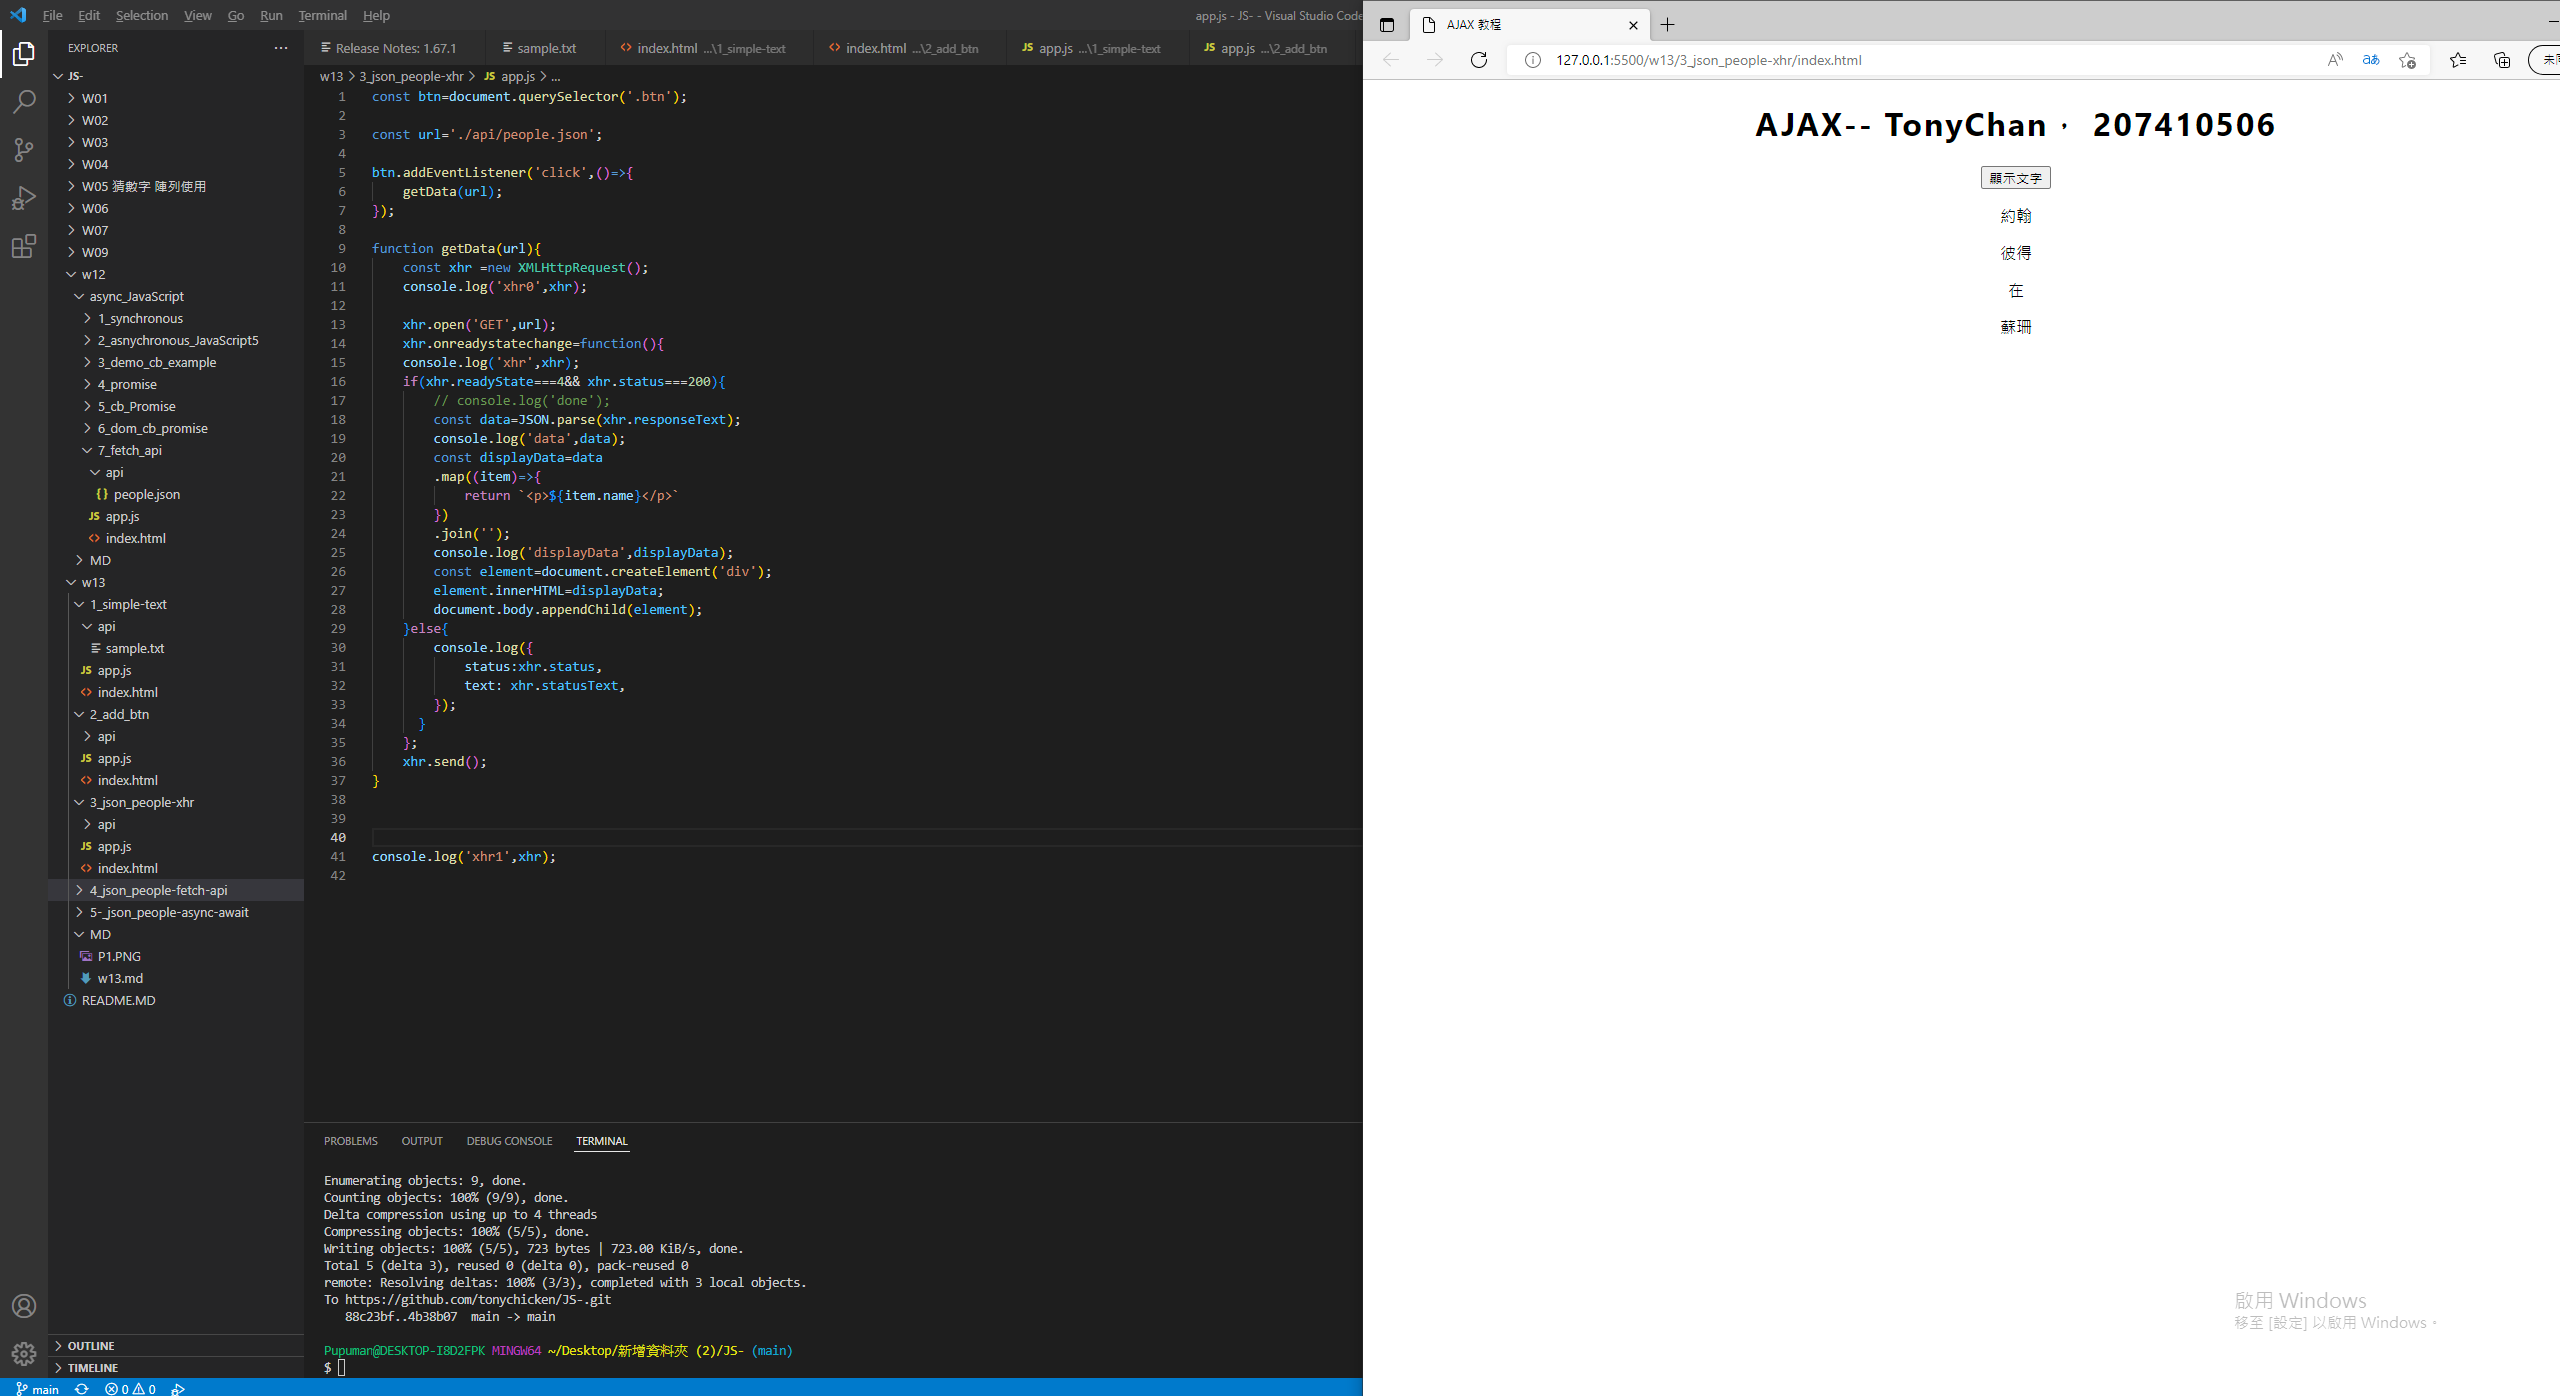 File Edit Selection View Go Run Terminal Help
app.js - JS- - Visual Studio Code
EXPLORER
JS-
W01
W02
W03
W04
W05 猜數字 陣列使用
W06
W07
W09
w12
async_JavaScript
1_synchronous
2_asnychronous_JavaScript5
3_demo_cb_example
4_promise
5_cb_Promise
6_dom_cb_promise
7_fetch_api
api
people.json
app.js
index.html
MD
w13
1_simple-text
api
sample.txt
app.js
index.html
2_add_btn
api
app.js
index.html
3_json_people-xhr
api
app.js
index.html
4_json_people-fetch-api
5-_json_people-async-await
MD
P1.PNG
w13.md
README.MD
OUTLINE
TIMELINE
main 0 0
Release Notes: 1.67.1
sample.txt
index.html ...\1_simple-text
index.html ...\2_add_btn
JS app.js ...\1_simple-text
JS app.js ...\2_add_btn
w13 > 3_json_people-xhr > JS app.js > ...
1 const btn=document.querySelector('.btn');
2
3 const url='./api/people.json';
4
5 btn.addEventListener('click',()=>{
6 getData(url);
7 });
8
9 function getData(url){
10 const xhr =new XMLHttpRequest();
11 console.log('xhr0',xhr);
12
13 xhr.open('GET',url);
14 xhr.onreadystatechange=function(){
15 console.log('xhr',xhr);
16 if(xhr.readyState===4&& xhr.status===200){
17 // console.log('done');
18 const data=JSON.parse(xhr.responseText);
19 console.log('data',data);
20 const displayData=data
21 .map((item)=>{
22 return `<p>${item.name}</p>`
23 })
24 .join('');
25 console.log('displayData',displayData);
26 const element=document.createElement('div');
27 element.innerHTML=displayData;
28 document.body.appendChild(element);
29 }else{
30 console.log({
31 status:xhr.status,
32 text: xhr.statusText,
33 });
34 }
35 };
36 xhr.send();
37 }
38
39
40
41 console.log('xhr1',xhr);
42
PROBLEMS OUTPUT DEBUG CONSOLE TERMINAL
Enumerating objects: 9, done.
Counting objects: 100% (9/9), done.
Delta compression using up to 4 threads
Compressing objects: 100% (5/5), done.
Writing objects: 100% (5/5), 723 bytes | 723.00 KiB/s, done.
Total 5 (delta 3), reused 0 (delta 0), pack-reused 0
remote: Resolving deltas: 100% (3/3), completed with 3 local objects.
To https://github.com/tonychicken/JS-.git
88c23bf..4b38b07 main -> main
Pupuman@DESKTOP-I8D2FPK MINGW64 ~/Desktop/新增資料夾 (2)/JS- (main)
$
AJAX 教程
127.0.0.1:5500/w13/3_json_people-xhr/index.html
AJAX-- TonyChan， 207410506
顯示文字
約翰
彼得
在
蘇珊
啟用 Windows
移至 [設定] 以啟用 Windows。